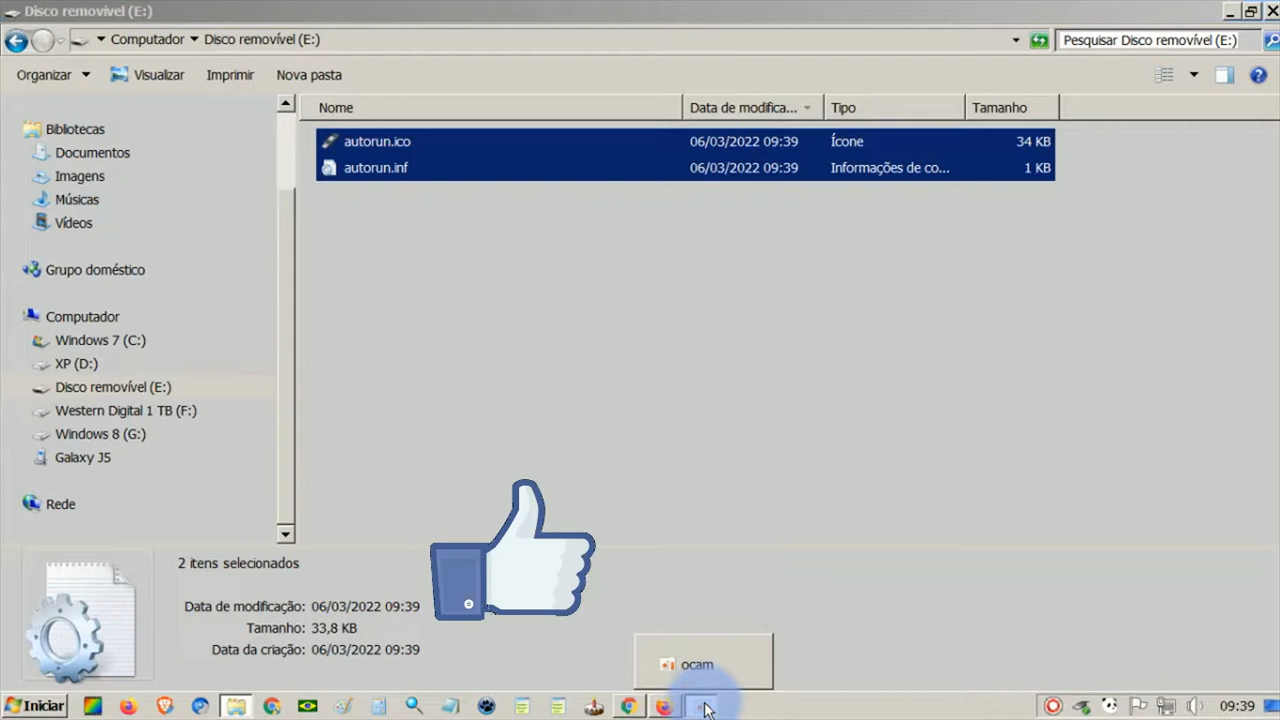 Disco removível (E:)
Computador Disco removível (E:)
Pesquisar Disco removível (E:)
Organizar Visualizar Imprimir Nova pasta
Nome Data de modifica... Tipo Tamanho
autorun.ico 06/03/2022 09:39 Ícone 34 KB
autorun.inf 06/03/2022 09:39 Informações de co... 1 KB
Bibliotecas
Documentos
Imagens
Músicas
Vídeos
Grupo doméstico
Computador
Windows 7 (C:)
XP (D:)
Disco removível (E:)
Western Digital 1 TB (F:)
Windows 8 (G:)
Galaxy J5
Rede
2 itens selecionados
Data de modificação: 06/03/2022 09:39
Tamanho: 33,8 KB
Data da criação: 06/03/2022 09:39
ocam
Iniciar
09:39